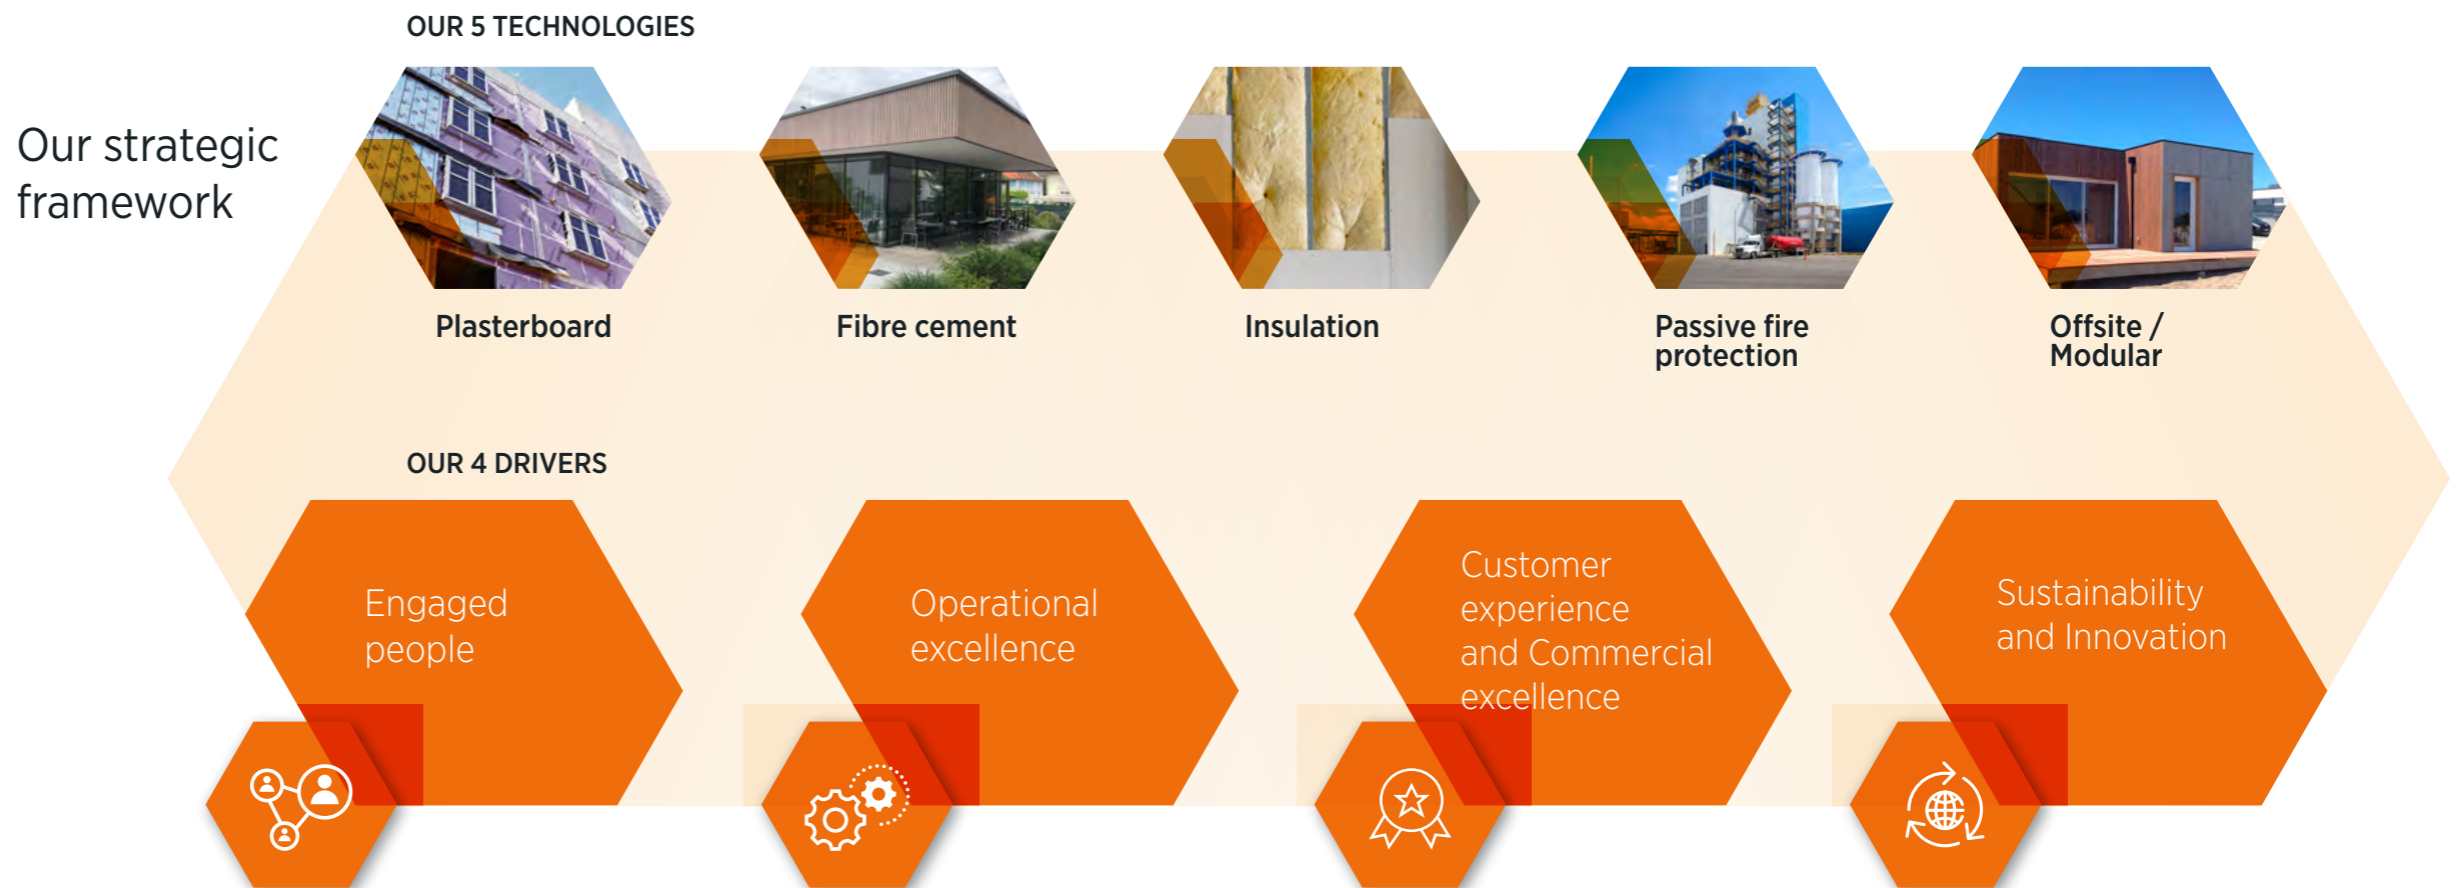 OUR 5 TECHNOLOGIES
Our strategic
framework
Plasterboard
Fibre cement
Insulation
Passive fire
protection
Offsite /
Modular
OUR 4 DRIVERS
Engaged
people
Operational
excellence
Customer
experience
and Commercial
excellence
Sustainability
and Innovation